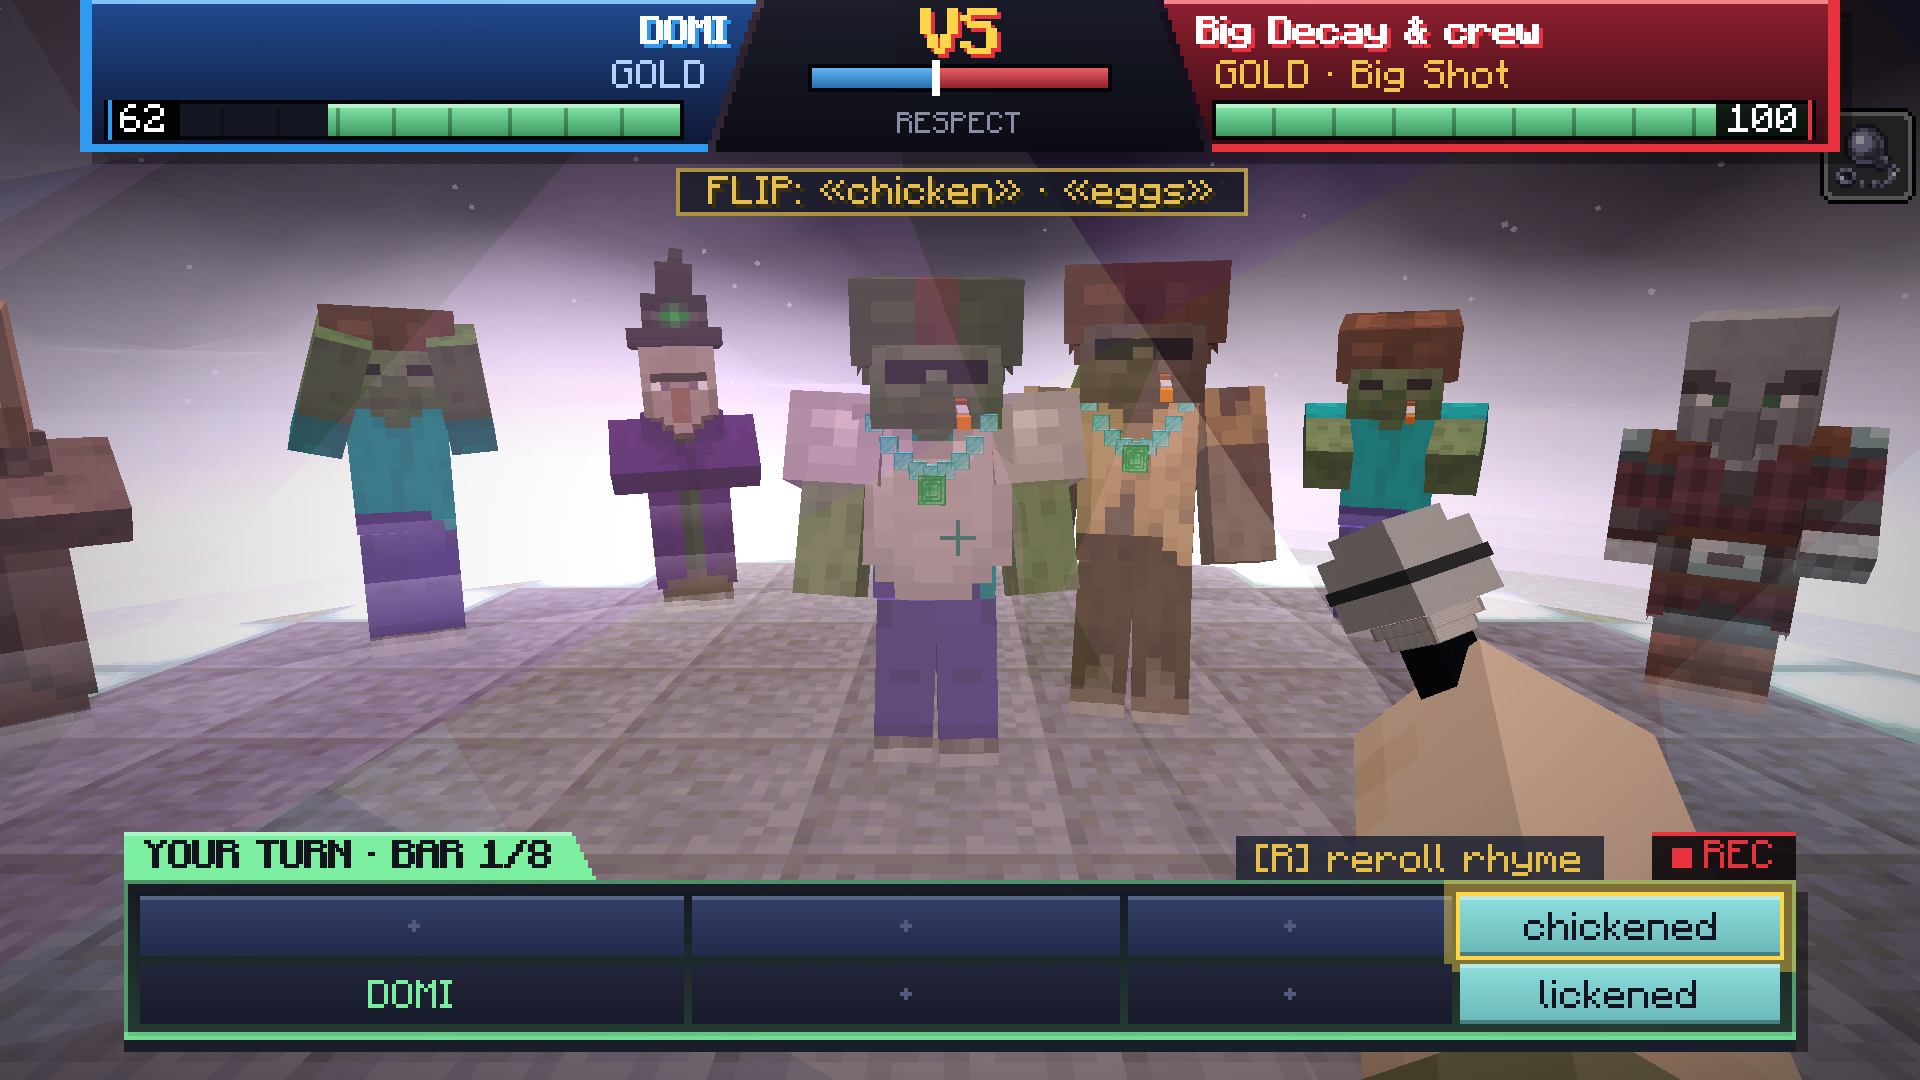 DOMI
GOLD
62
VS
RESPECT
Big Decay & crew
GOLD · Big Shot
100
FLIP: «chicken» · «eggs»
YOUR TURN · BAR 1/8
[R] reroll rhyme
REC
+ + + chickened
DOMI + + lickened